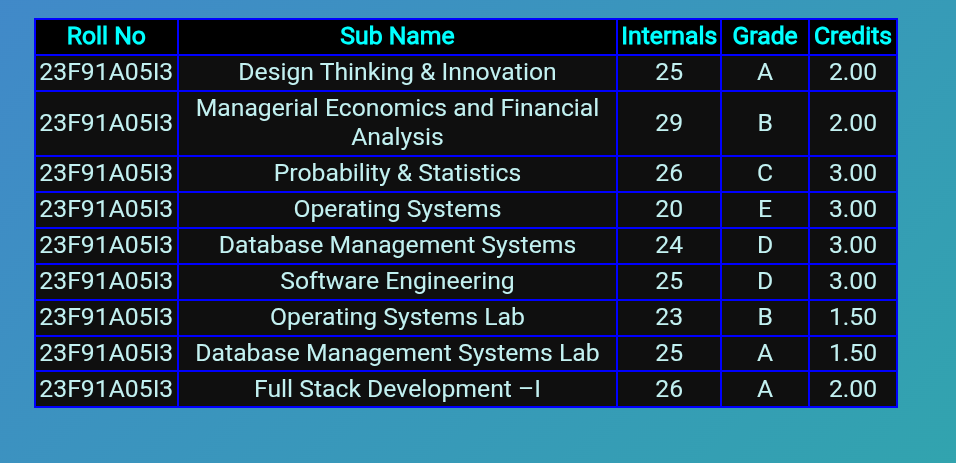 Roll No Sub Name Internals Grade Credits
23F91A05I3 Design Thinking & Innovation 25 A 2.00
23F91A05I3 Managerial Economics and Financial
Analysis 29 B 2.00
23F91A05I3 Probability & Statistics 26 C 3.00
23F91A05I3 Operating Systems 20 E 3.00
23F91A05I3 Database Management Systems 24 D 3.00
23F91A05I3 Software Engineering 25 D 3.00
23F91A05I3 Operating Systems Lab 23 B 1.50
23F91A05I3 Database Management Systems Lab 25 A 1.50
23F91A05I3 Full Stack Development –I 26 A 2.00